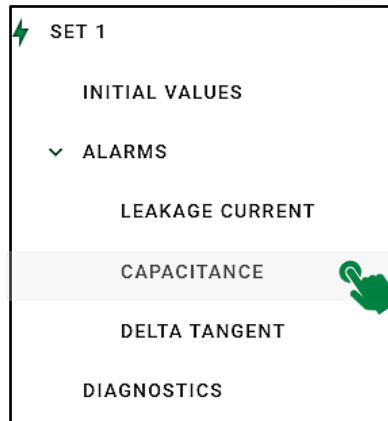 SET 1
INITIAL VALUES
ALARMS
LEAKAGE CURRENT
CAPACITANCE
DELTA TANGENT
DIAGNOSTICS